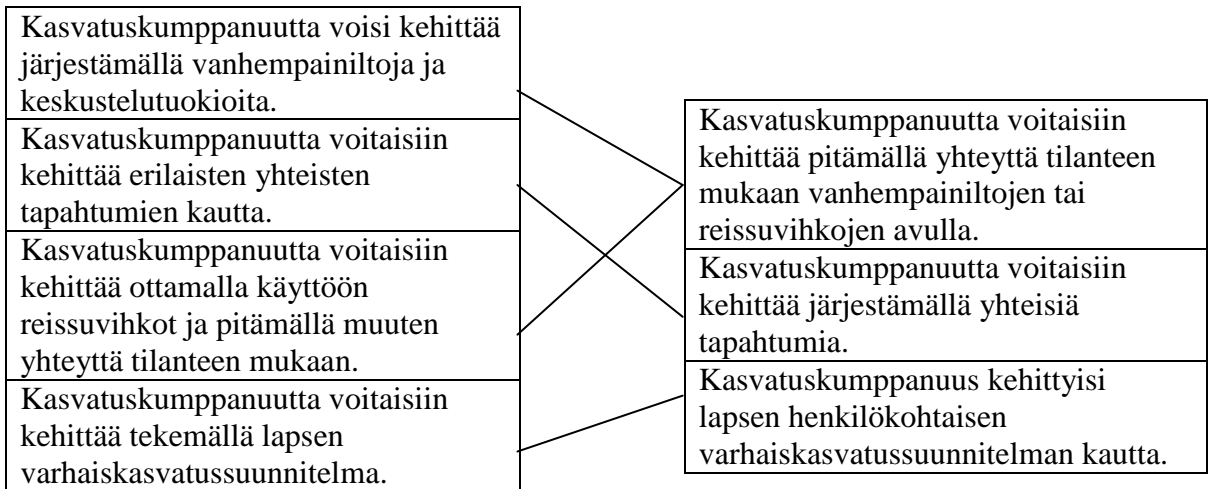 Kasvatuskumppanuutta voisi kehittää
järjestämällä vanhempainiltoja ja
keskustelutuokioita.
Kasvatuskumppanuutta voitaisiin
kehittää erilaisten yhteisten
tapahtumien kautta.
Kasvatuskumppanuutta voitaisiin
kehittää ottamalla käyttöön
reissuvihkot ja pitämällä muuten
yhteyttä tilanteen mukaan.
Kasvatuskumppanuutta voitaisiin
kehittää tekemällä lapsen
varhaiskasvatussuunnitelma.
Kasvatuskumppanuutta voitaisiin
kehittää pitämällä yhteyttä tilanteen
mukaan vanhempainiltojen tai
reissuvihkojen avulla.
Kasvatuskumppanuutta voitaisiin
kehittää järjestämällä yhteisiä
tapahtumia.
Kasvatuskumppanuus kehittyisi
lapsen henkilökohtaisen
varhaiskasvatussuunnitelman kautta.